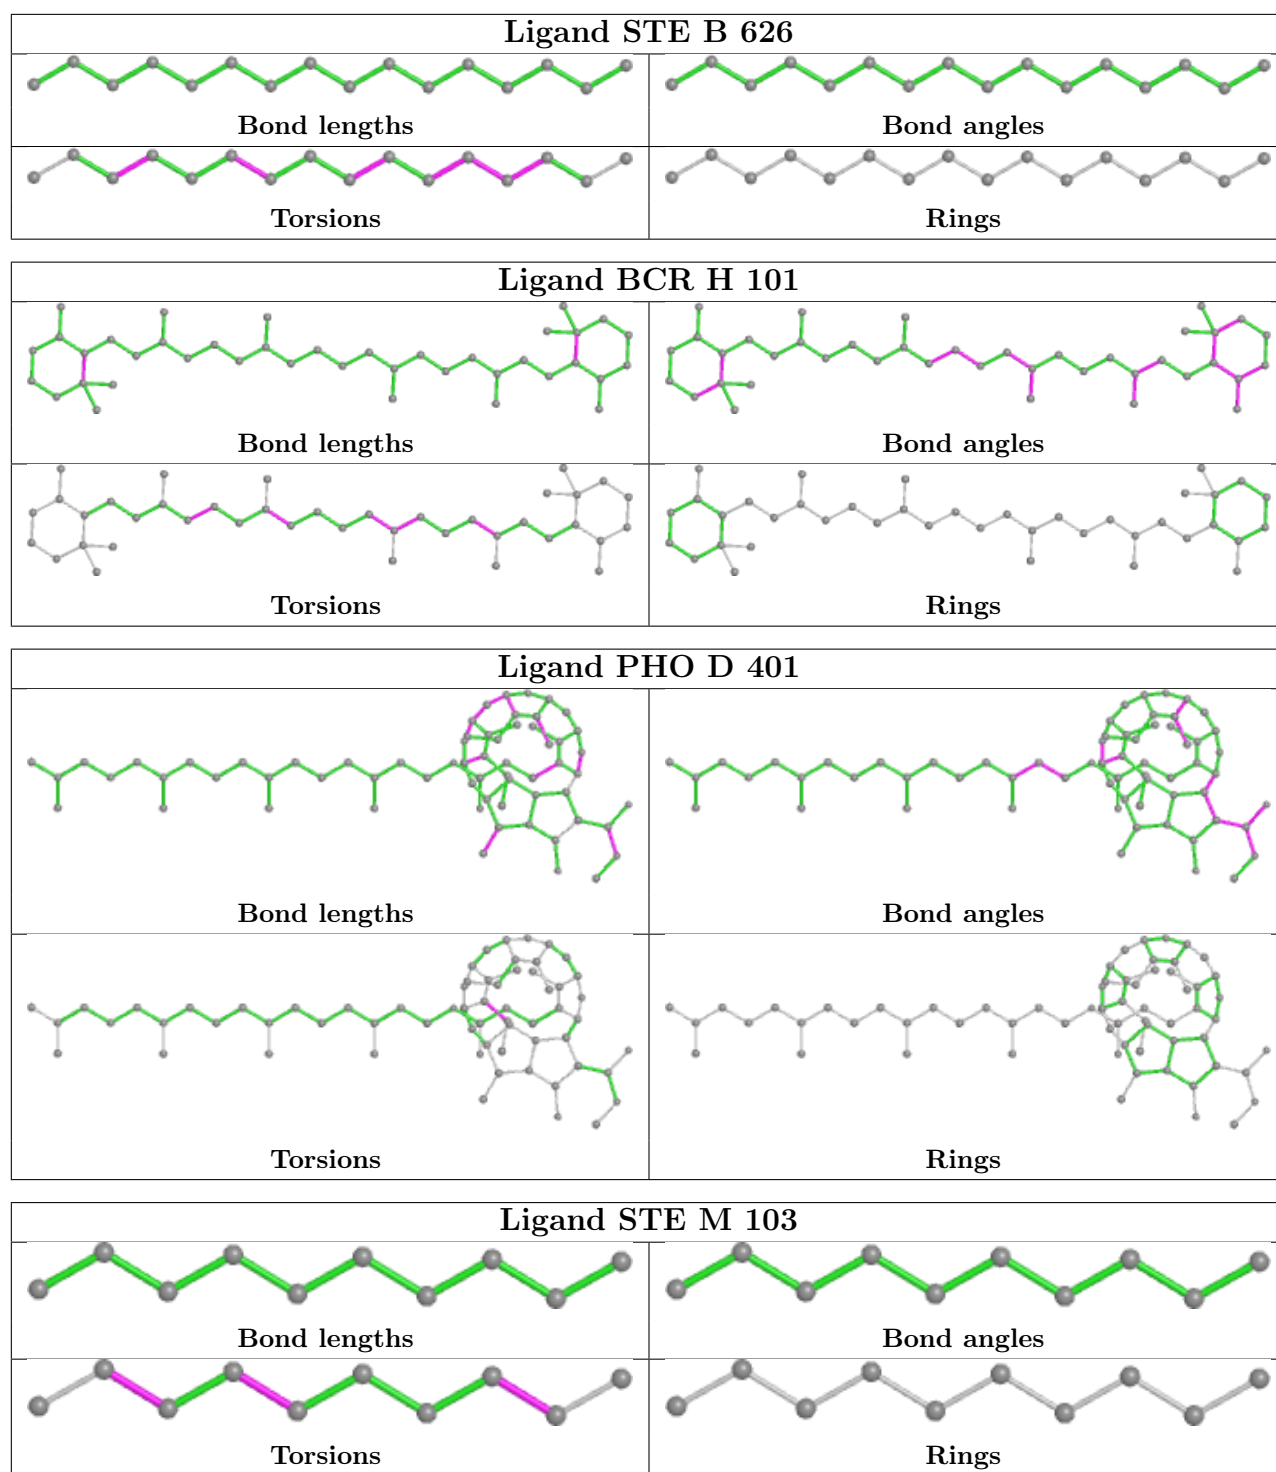 Ligand STE B 626
Bond lengths
Bond angles
Torsions
Rings
Ligand BCR H 101
Bond lengths
Bond angles
Torsions
Rings
Ligand PHO D 401
Bond lengths
Bond angles
Torsions
Rings
Ligand STE M 103
Bond lengths
Bond angles
Torsions
Rings